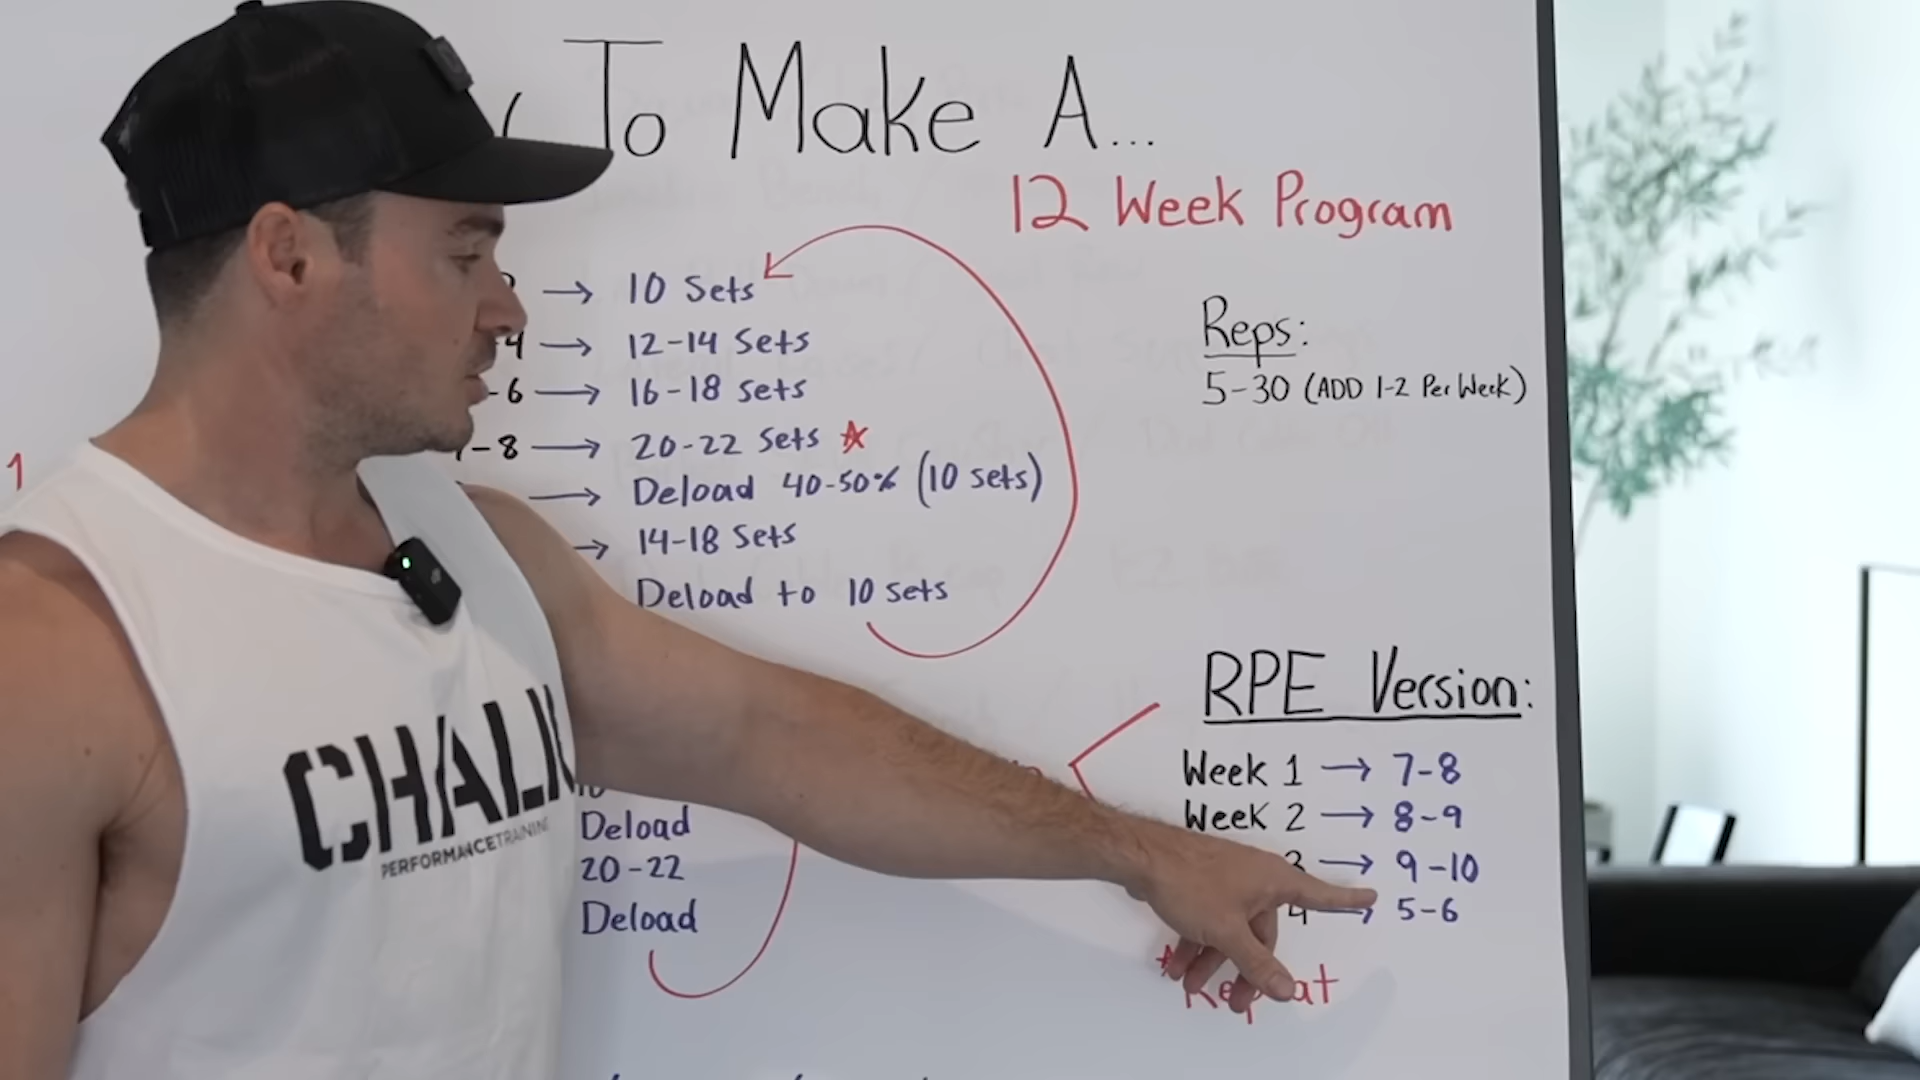 To Make A...
12 Week Program
→ 10 Sets
4 → 12-14 Sets
-6 → 16-18 Sets
-8 → 20-22 Sets ☆
→ Deload 40-50% (10 sets)
→ 14-18 Sets
Deload to 10 sets
1
Reps:
5-30 (ADD 1-2 Per Week)
10
Deload
20-22
Deload
RPE Version:
Week 1 → 7-8
Week 2 → 8-9
3 → 9-10
4 → 5-6
Repeat
CHALK
PERFORMANCE TRAINING